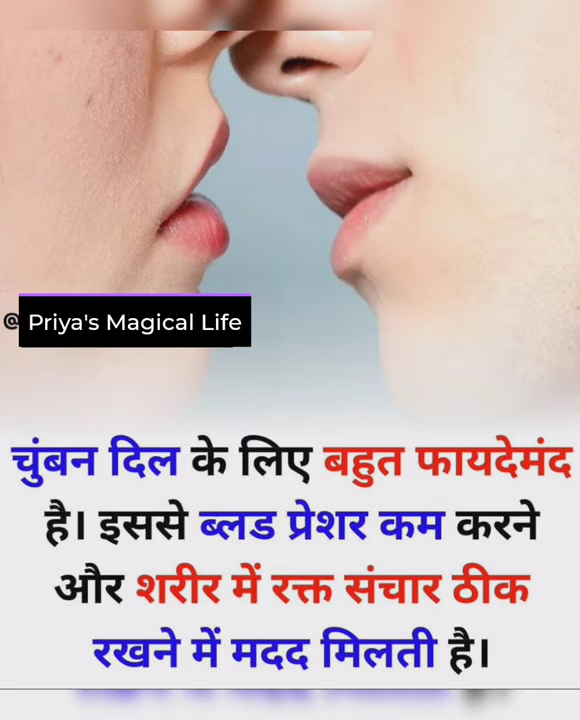 @ Priya's Magical Life
चुंबन दिल के लिए बहुत फायदेमंद
है। इससे ब्लड प्रेशर कम करने
और शरीर में रक्त संचार ठीक
रखने में मदद मिलती है।